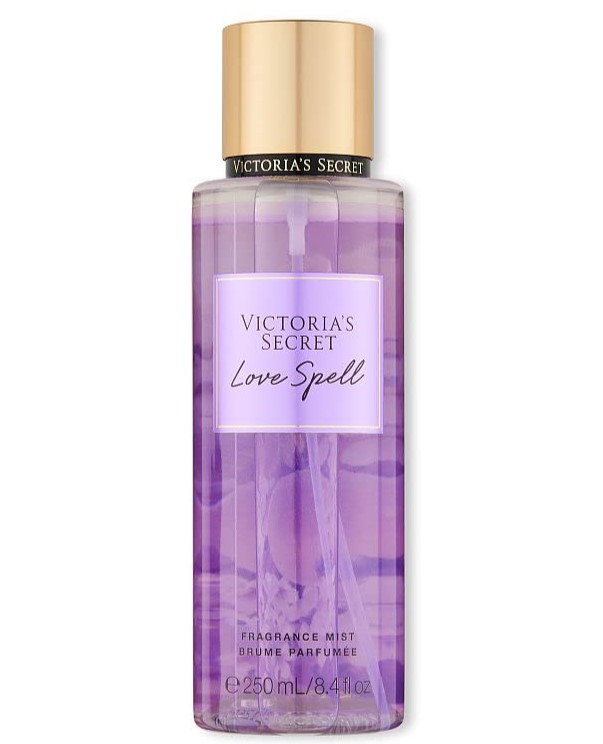 VICTORIA'S SECRET
VICTORIA'S
SECRET
Love Spell
FRAGRANCE MIST
BRUME PARFUMÉE
℮ 250 mL/8.4 fl oz